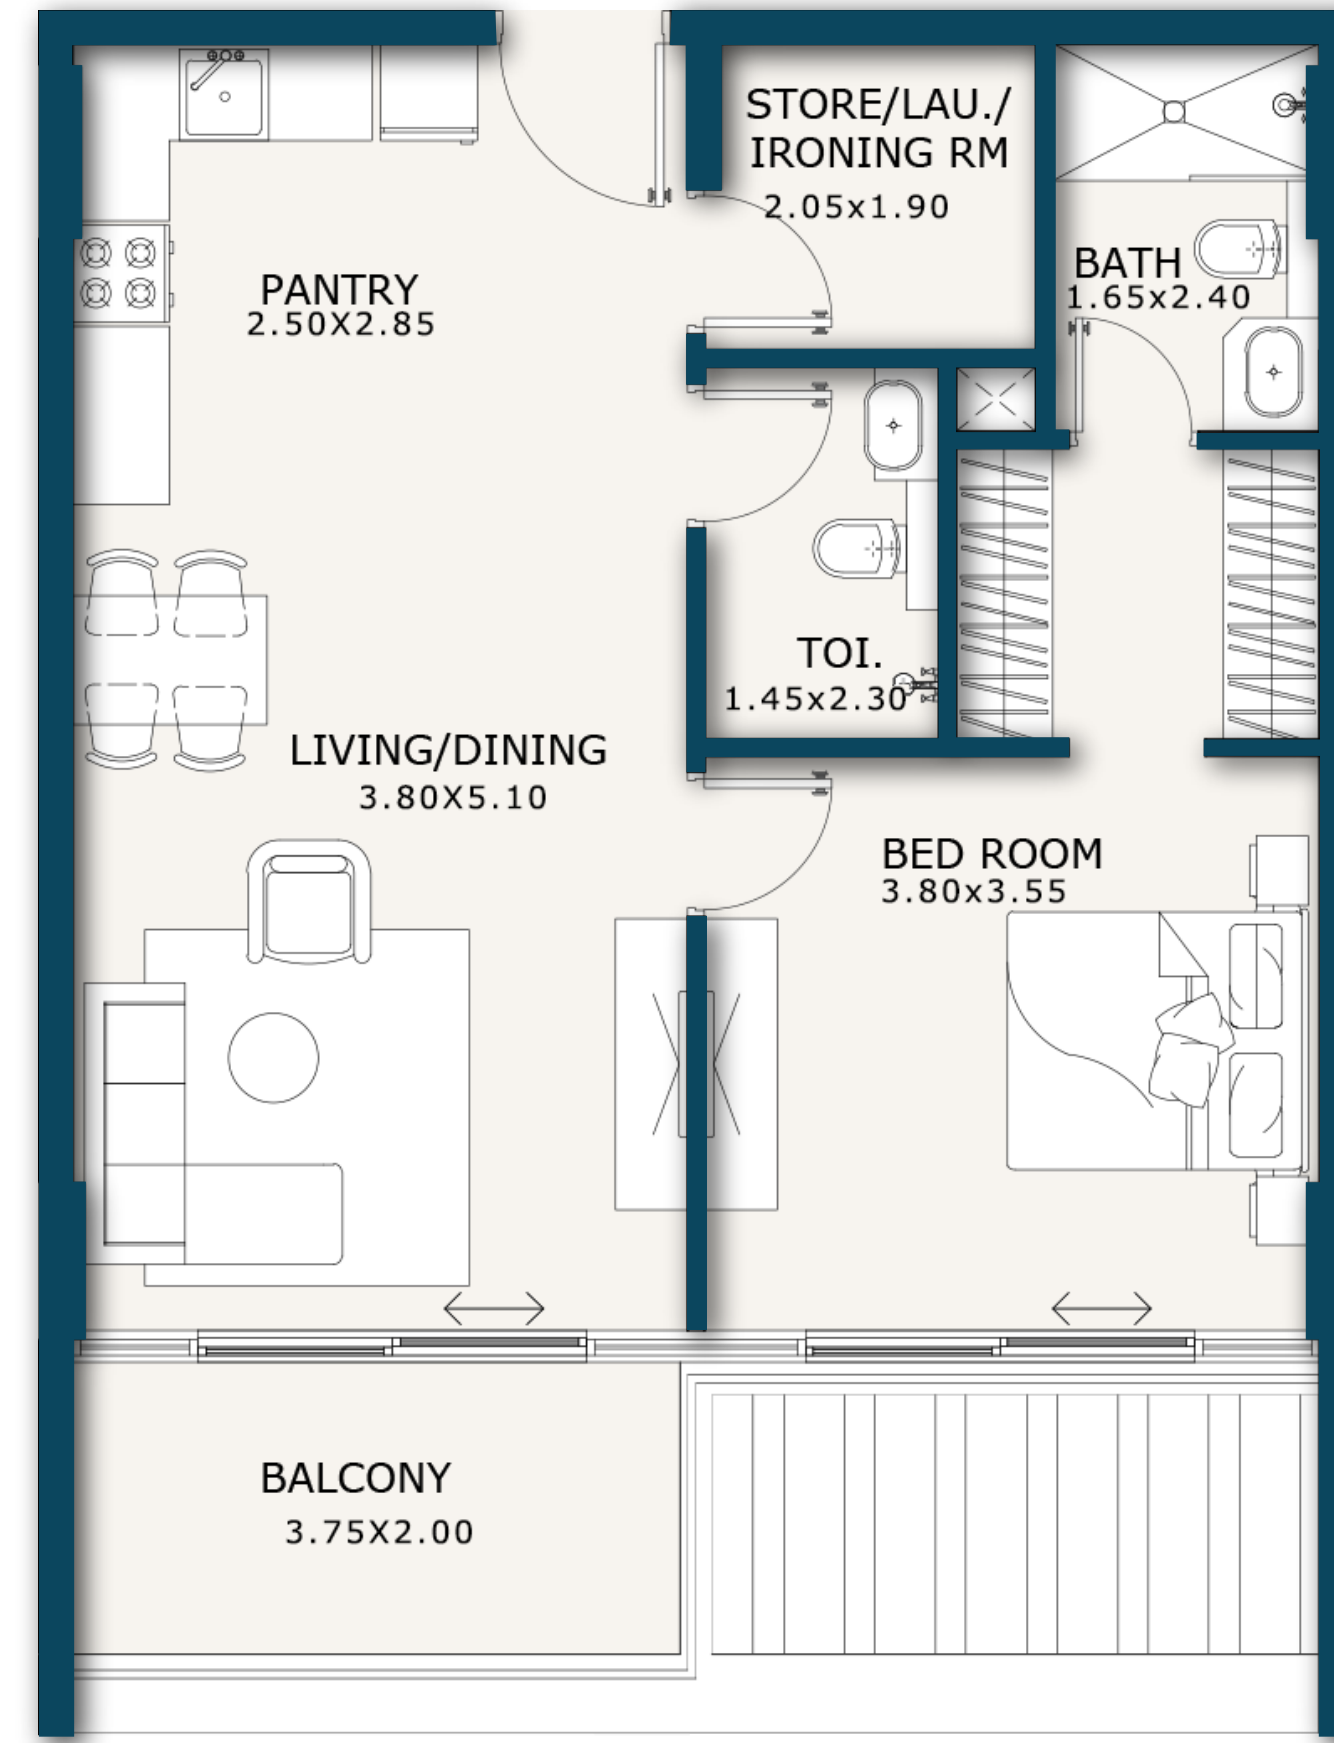 STORE/LAU./
IRONING RM
2.05x1.90
BATH
1.65x2.40
PANTRY
2.50X2.85
TOI.
1.45x2.30
LIVING/DINING
3.80X5.10
BED ROOM
3.80x3.55
BALCONY
3.75X2.00